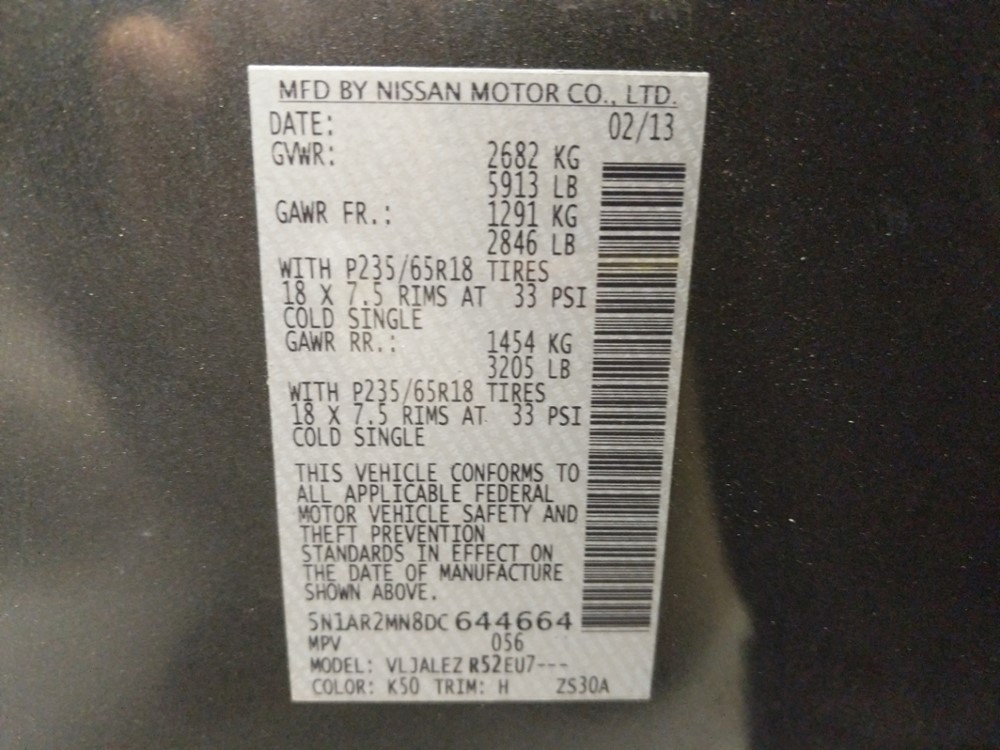 MFD BY NISSAN MOTOR CO., LTD.
DATE: 02/13
GVWR: 2682 KG
5913 LB
GAWR FR.: 1291 KG
2846 LB
WITH P235/65R18 TIRES
18 X 7.5 RIMS AT 33 PSI
COLD SINGLE
GAWR RR.: 1454 KG
3205 LB
WITH P235/65R18 TIRES
18 X 7.5 RIMS AT 33 PSI
COLD SINGLE
THIS VEHICLE CONFORMS TO
ALL APPLICABLE FEDERAL
MOTOR VEHICLE SAFETY AND
THEFT PREVENTION
STANDARDS IN EFFECT ON
THE DATE OF MANUFACTURE
SHOWN ABOVE.
5N1AR2MN8DC 644664
MPV 056
MODEL: VLJALEZ R52EU7---
COLOR: K50 TRIM: H ZS30A